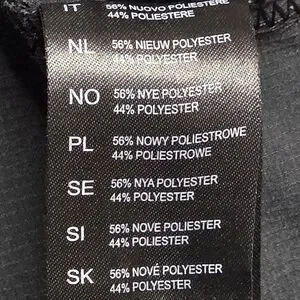 IT 56% NUOVO POLIESTERE
44% POLIESTERE
NL 56% NIEUW POLYESTER
44% POLYESTER
NO 56% NYE POLYESTER
44% POLYESTER
PL 56% NOWY POLIESTROWE
44% POLIESTROWE
SE 56% NYA POLYESTER
44% POLYESTER
SI 56% NOVE POLIESTER
44% POLIESTER
SK 56% NOVÉ POLYESTER
44% POLYESTER